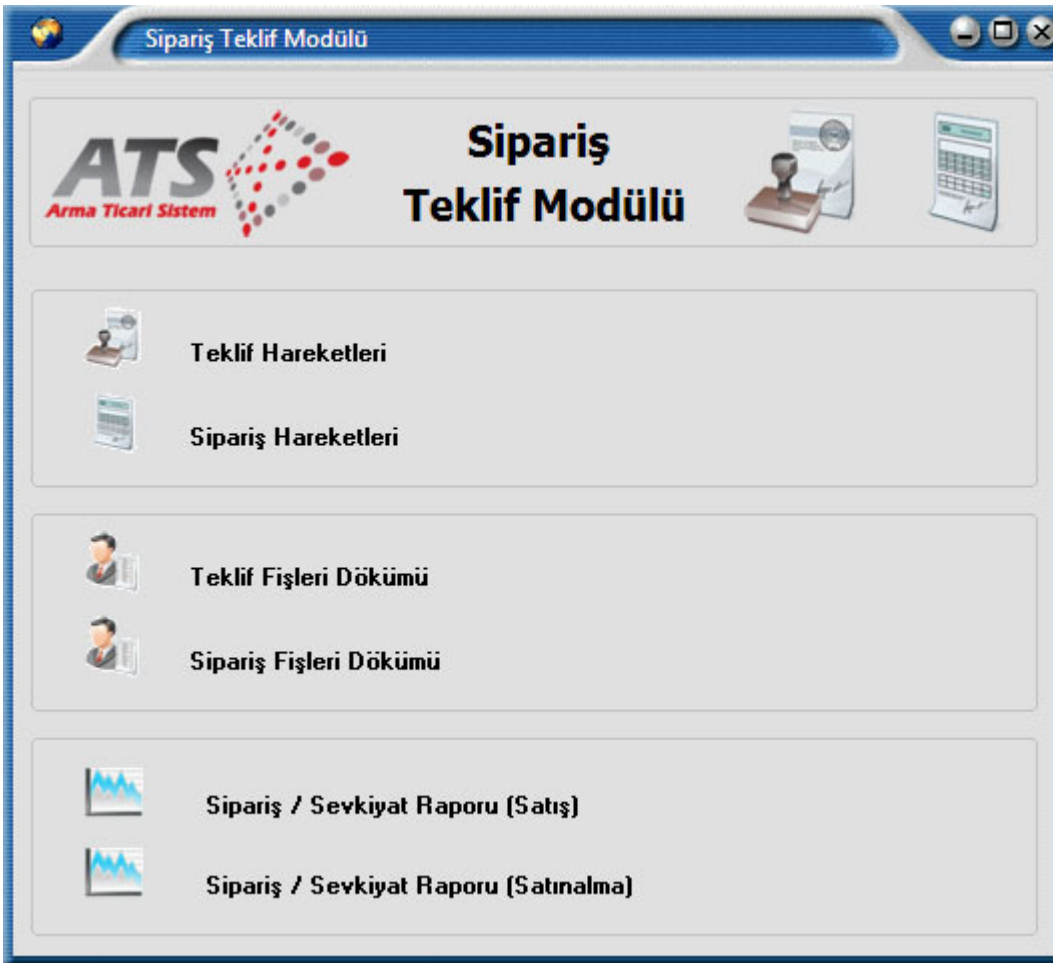 Sipariş Teklif Modülü
ATS
Arma Ticari Sistem
Sipariş
Teklif Modülü
Teklif Hareketleri
Sipariş Hareketleri
Teklif Fişleri Dökümü
Sipariş Fişleri Dökümü
Sipariş / Sevkiyat Raporu (Satış)
Sipariş / Sevkiyat Raporu (Satınalma)